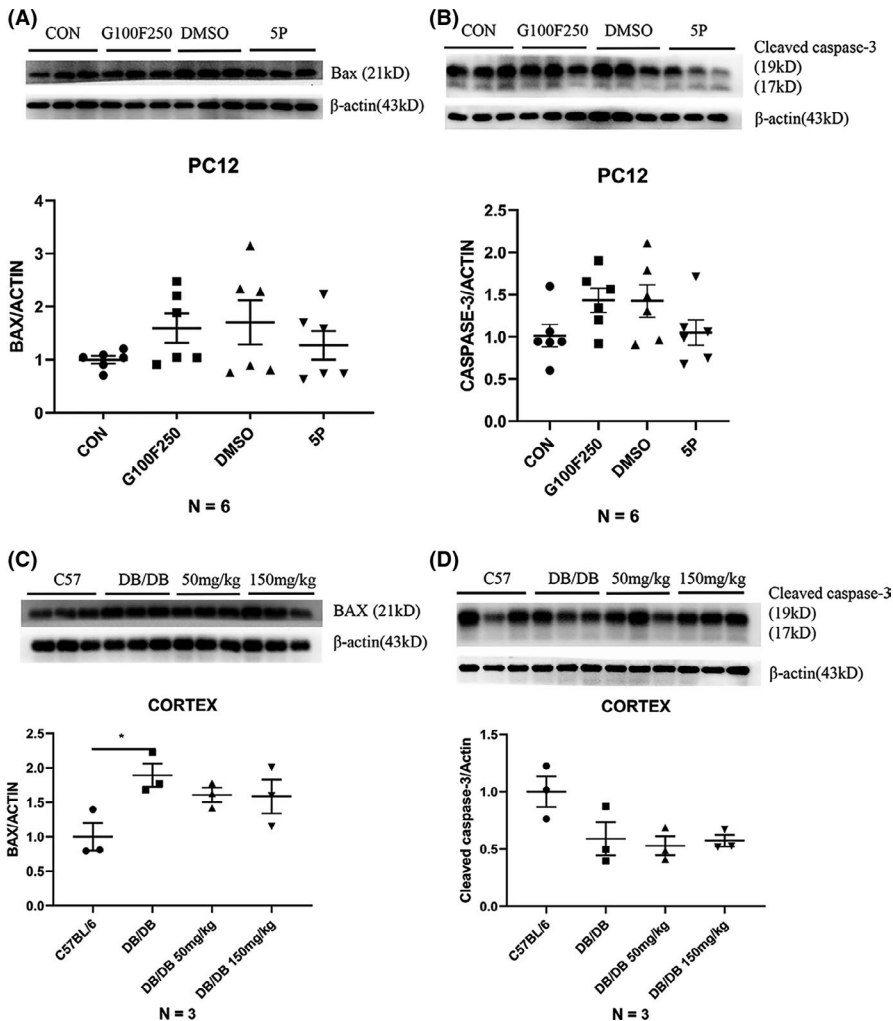 (A)
CON G100F250 DMSO 5P
Bax (21kD)
β-actin(43kD)
PC12
BAX/ACTIN
4
3
2
1
0
CON
G100F250
DMSO
5P
N = 6
(B)
CON G100F250 DMSO 5P
Cleaved caspase-3
(19kD)
(17kD)
β-actin(43kD)
PC12
CASPASE-3/ACTIN
2.5
2.0
1.5
1.0
0.5
0.0
CON
G100F250
DMSO
5P
N = 6
(C)
C57 DB/DB 50mg/kg 150mg/kg
BAX (21kD)
β-actin(43kD)
CORTEX
BAX/ACTIN
2.5
2.0
1.5
1.0
0.5
0.0
*
C57BL/6
DB/DB
DB/DB 50mg/kg
DB/DB 150mg/kg
N = 3
(D)
C57 DB/DB 50mg/kg 150mg/kg
Cleaved caspase-3
(19kD)
(17kD)
β-actin(43kD)
CORTEX
Cleaved caspase-3/Actin
1.5
1.0
0.5
0.0
C57BL/6
DB/DB
DB/DB 50mg/kg
DB/DB 150mg/kg
N = 3